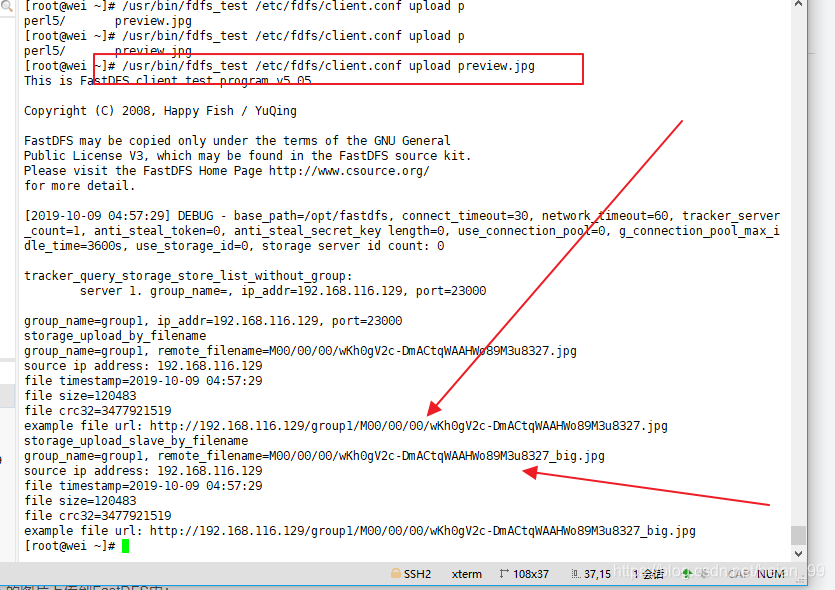 [root@wei ~]# /usr/bin/fdfs_test /etc/fdfs/client.conf upload p
perl5/ preview.jpg
[root@wei ~]# /usr/bin/fdfs_test /etc/fdfs/client.conf upload p
perl5/ preview.jpg
[root@wei ~]# /usr/bin/fdfs_test /etc/fdfs/client.conf upload preview.jpg
This is FastDFS client test program v5.05
Copyright (C) 2008, Happy Fish / YuQing
FastDFS may be copied only under the terms of the GNU General
Public License V3, which may be found in the FastDFS source kit.
Please visit the FastDFS Home Page http://www.csource.org/
for more detail.
[2019-10-09 04:57:29] DEBUG - base_path=/opt/fastdfs, connect_timeout=30, network_timeout=60, tracker_server
_count=1, anti_steal_token=0, anti_steal_secret_key length=0, use_connection_pool=0, g_connection_pool_max_i
dle_time=3600s, use_storage_id=0, storage server id count: 0
tracker_query_storage_store_list_without_group:
server 1. group_name=, ip_addr=192.168.116.129, port=23000
group_name=group1, ip_addr=192.168.116.129, port=23000
storage_upload_by_filename
group_name=group1, remote_filename=M00/00/00/wKh0gV2c-DmACtqWAAHWo89M3u8327.jpg
source ip address: 192.168.116.129
file timestamp=2019-10-09 04:57:29
file size=120483
file crc32=3477921519
example file url: http://192.168.116.129/group1/M00/00/00/wKh0gV2c-DmACtqWAAHWo89M3u8327.jpg
storage_upload_slave_by_filename
group_name=group1, remote_filename=M00/00/00/wKh0gV2c-DmACtqWAAHWo89M3u8327_big.jpg
source ip address: 192.168.116.129
file timestamp=2019-10-09 04:57:29
file size=120483
file crc32=3477921519
example file url: http://192.168.116.129/group1/M00/00/00/wKh0gV2c-DmACtqWAAHWo89M3u8327_big.jpg
[root@wei ~]#
SSH2 xterm 108x37 37,15 1 会话 CAP NUM